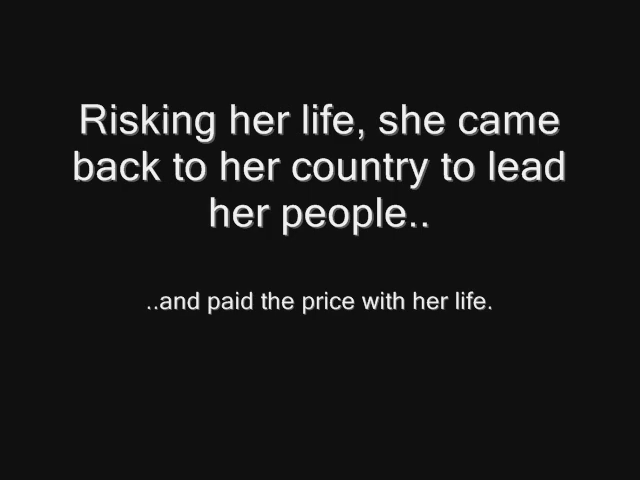 Risking her life, she came
back to her country to lead
her people..
..and paid the price with her life.